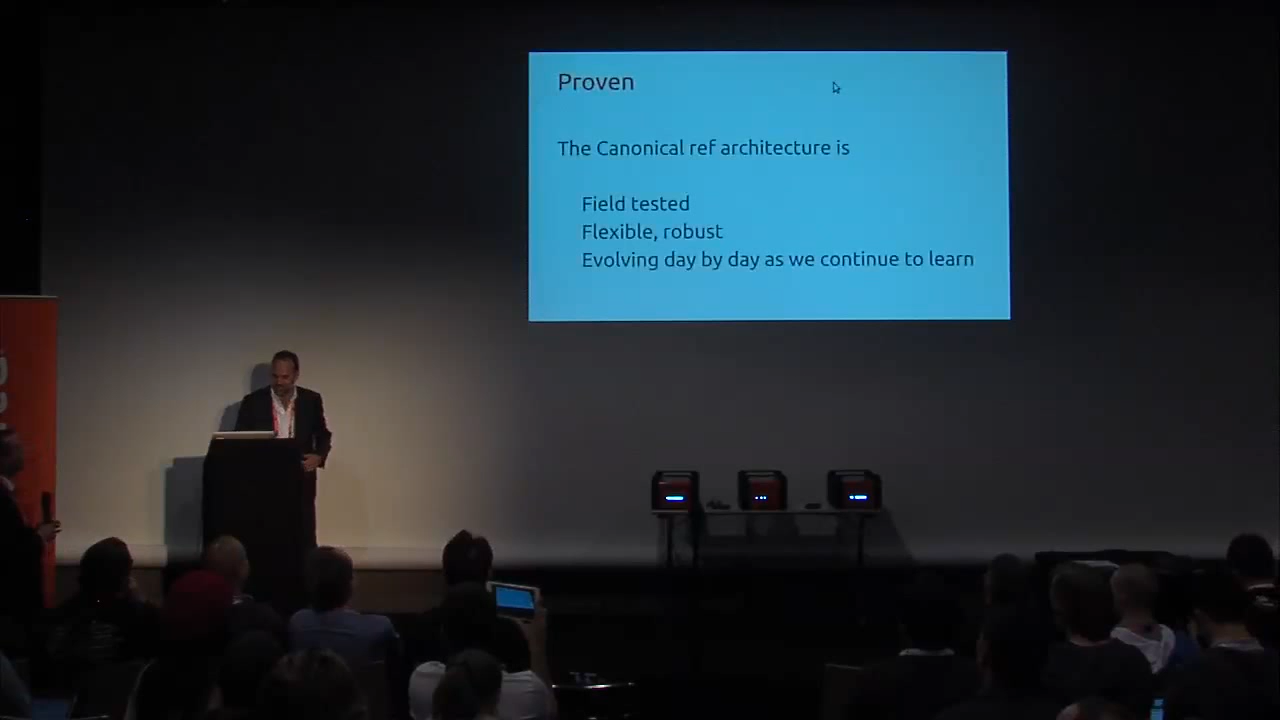 Proven
The Canonical ref architecture is
Field tested
Flexible, robust
Evolving day by day as we continue to learn